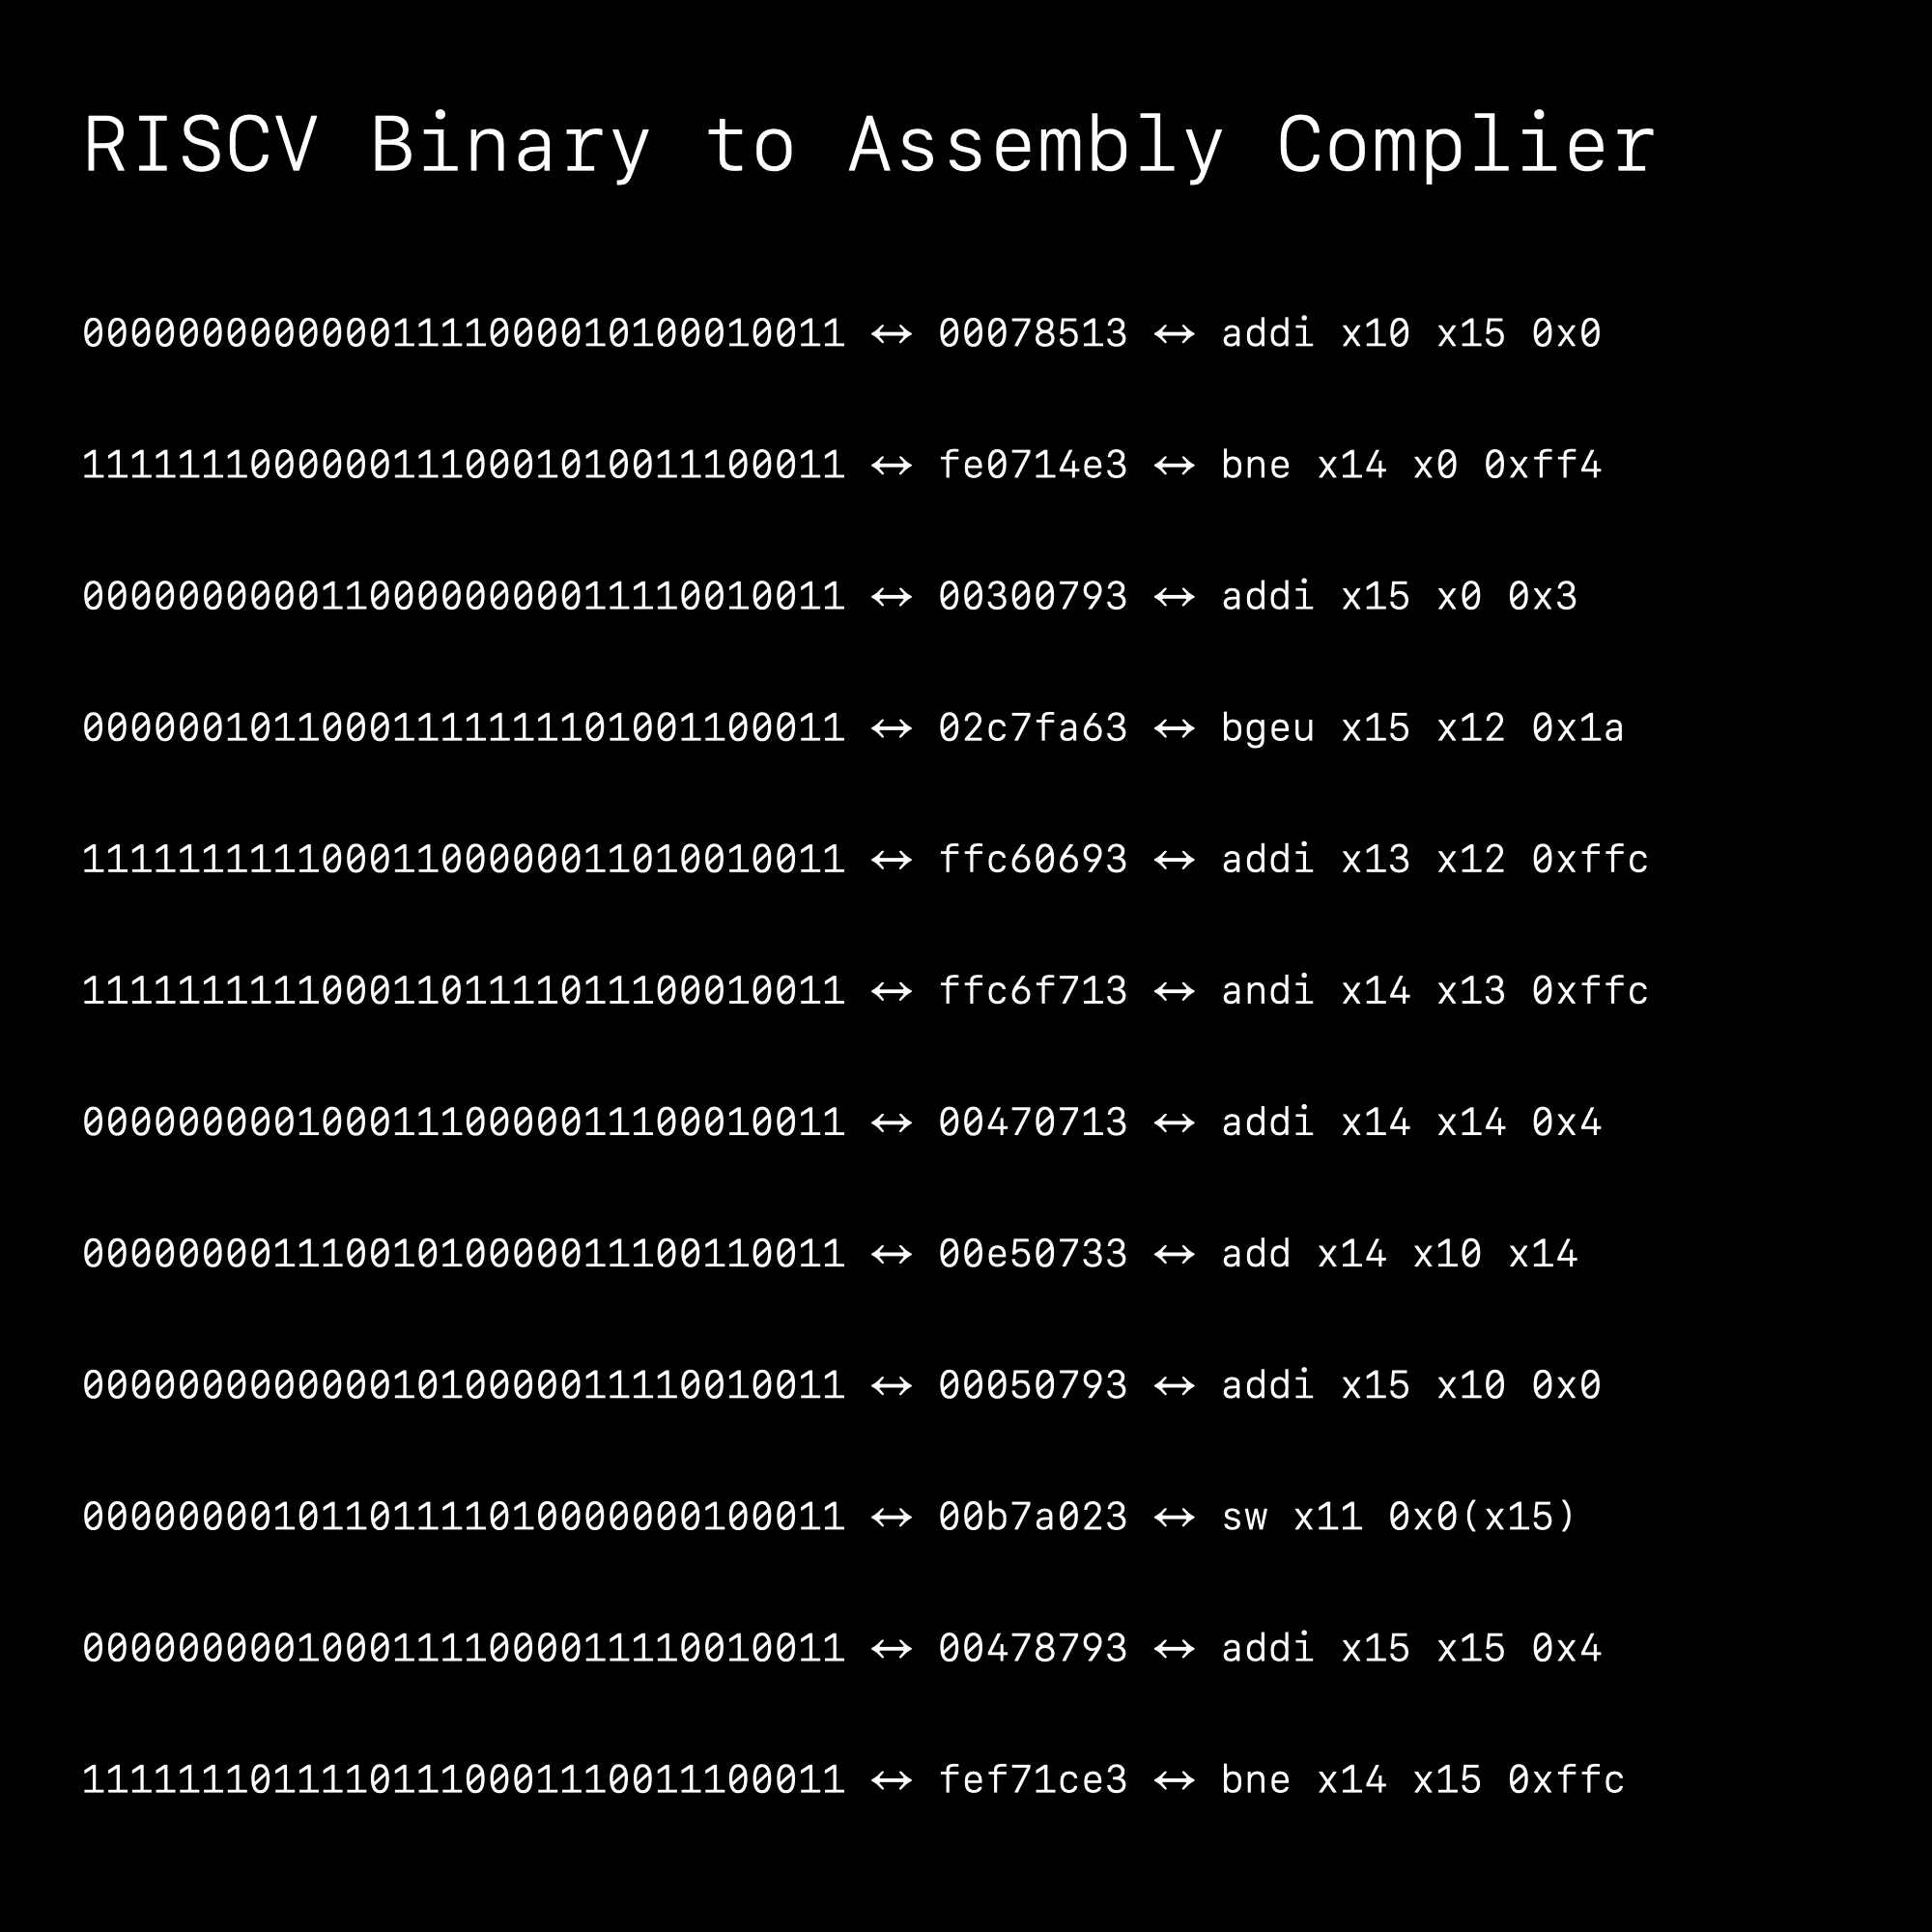 RISCV Binary to Assembly Complier
00000000000001111000010100010011 ↔ 00078513 ↔ addi x10 x15 0x0
11111110000001110001010011100011 ↔ fe0714e3 ↔ bne x14 x0 0xff4
00000000001100000000011110010011 ↔ 00300793 ↔ addi x15 x0 0x3
00000010110001111111101001100011 ↔ 02c7fa63 ↔ bgeu x15 x12 0x1a
11111111110001100000011010010011 ↔ ffc60693 ↔ addi x13 x12 0xffc
11111111110001101111011100010011 ↔ ffc6f713 ↔ andi x14 x13 0xffc
00000000010001110000011100010011 ↔ 00470713 ↔ addi x14 x14 0x4
00000000111001010000011100110011 ↔ 00e50733 ↔ add x14 x10 x14
00000000000001010000011110010011 ↔ 00050793 ↔ addi x15 x10 0x0
00000000101101111010000000100011 ↔ 00b7a023 ↔ sw x11 0x0(x15)
00000000010001111000011110010011 ↔ 00478793 ↔ addi x15 x15 0x4
11111110111101110001110011100011 ↔ fef71ce3 ↔ bne x14 x15 0xffc